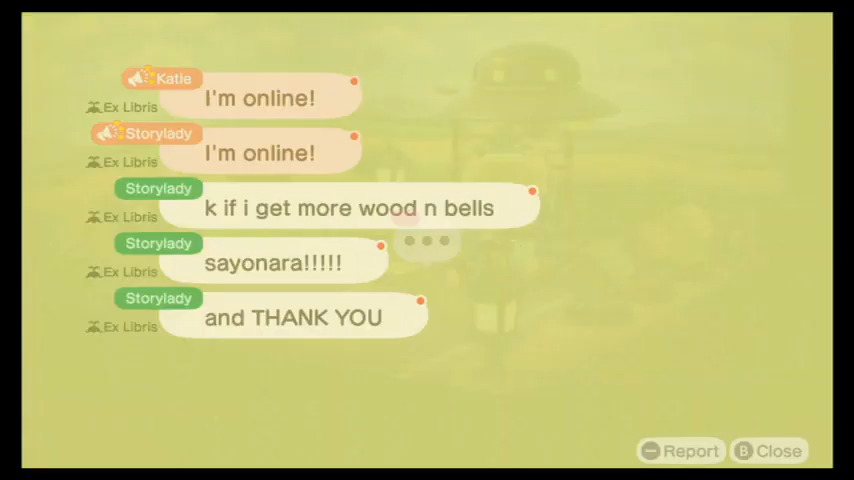 Katie
I'm online!
Ex Libris
Storylady
I'm online!
Ex Libris
Storylady
k if i get more wood n bells
Ex Libris
Storylady
sayonara!!!!!
Ex Libris
Storylady
and THANK YOU
Ex Libris
Report
B Close